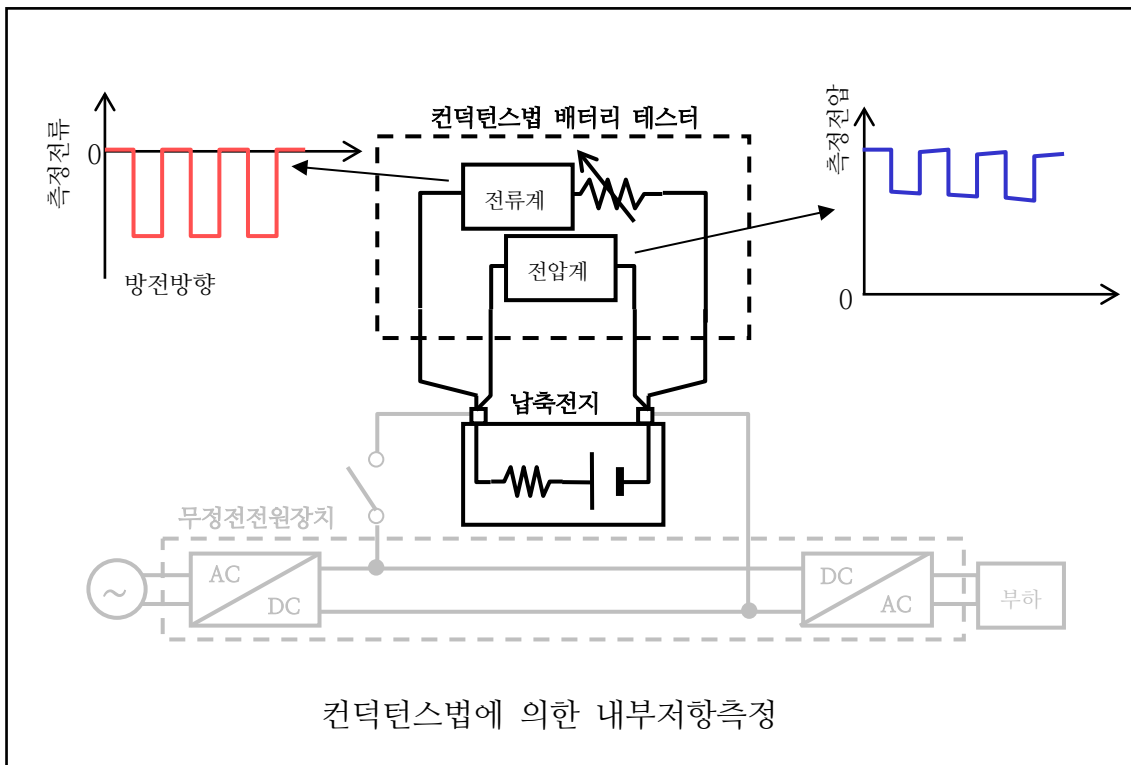 컨덕턴스법 배터리 테스터
측정전류
0
방전방향
전류계
전압계
측정전압
0
납축전지
무정전전원장치
~
AC
DC
DC
AC
부하
컨덕턴스법에 의한 내부저항측정